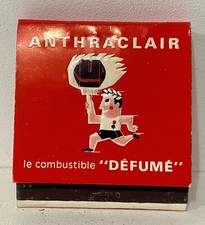 ANTHRACLAIR
le combustible "DÉFUMÉ"